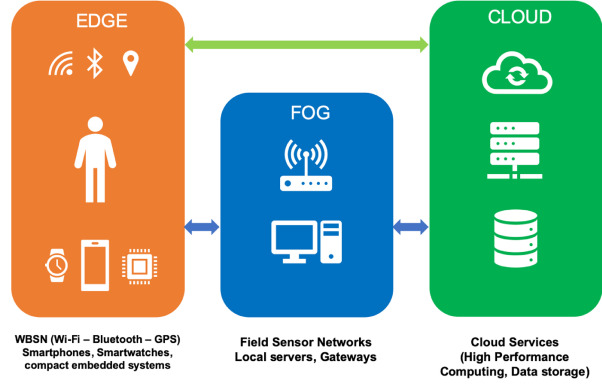 EDGE
CLOUD
FOG
WBSN (Wi-Fi – Bluetooth – GPS)
Smartphones, Smartwatches,
compact embedded systems
Field Sensor Networks
Local servers, Gateways
Cloud Services
(High Performance
Computing, Data storage)